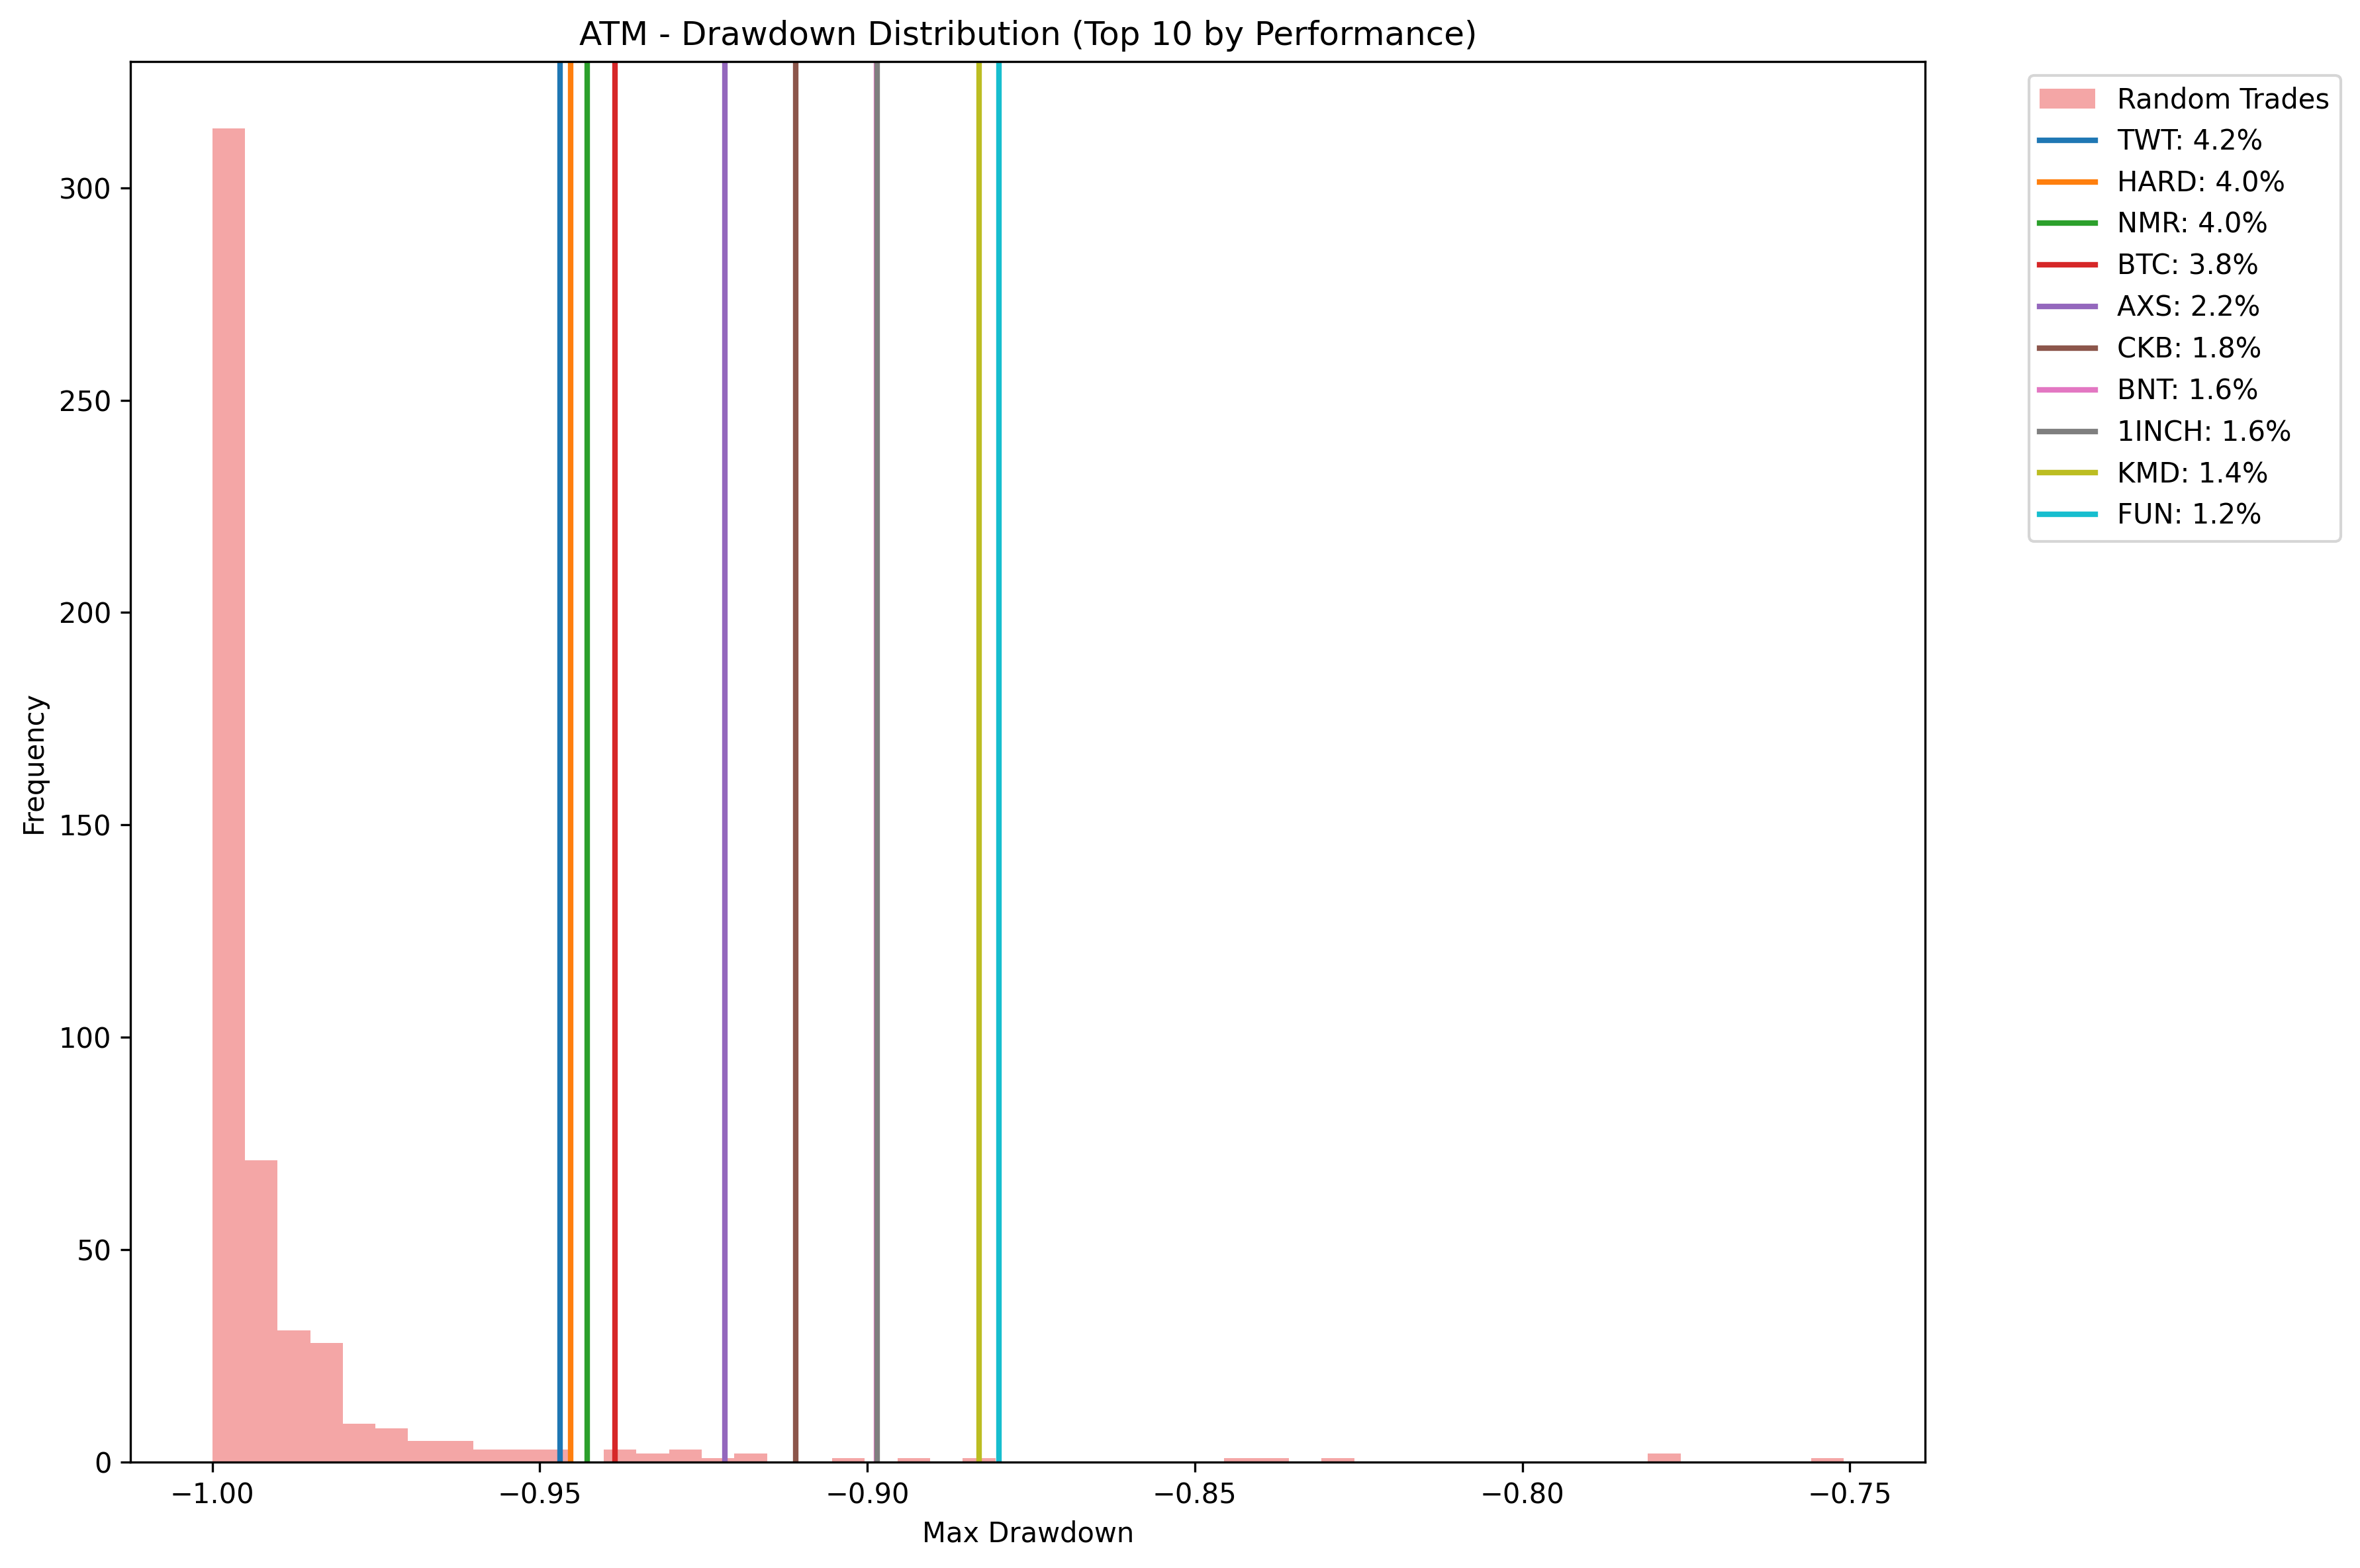 ATM - Drawdown Distribution (Top 10 by Performance)
Random Trades
TWT: 4.2%
HARD: 4.0%
NMR: 4.0%
BTC: 3.8%
AXS: 2.2%
CKB: 1.8%
BNT: 1.6%
1INCH: 1.6%
KMD: 1.4%
FUN: 1.2%
Frequency
300
250
200
150
100
50
0
−1.00
−0.95
−0.90
−0.85
−0.80
−0.75
Max Drawdown